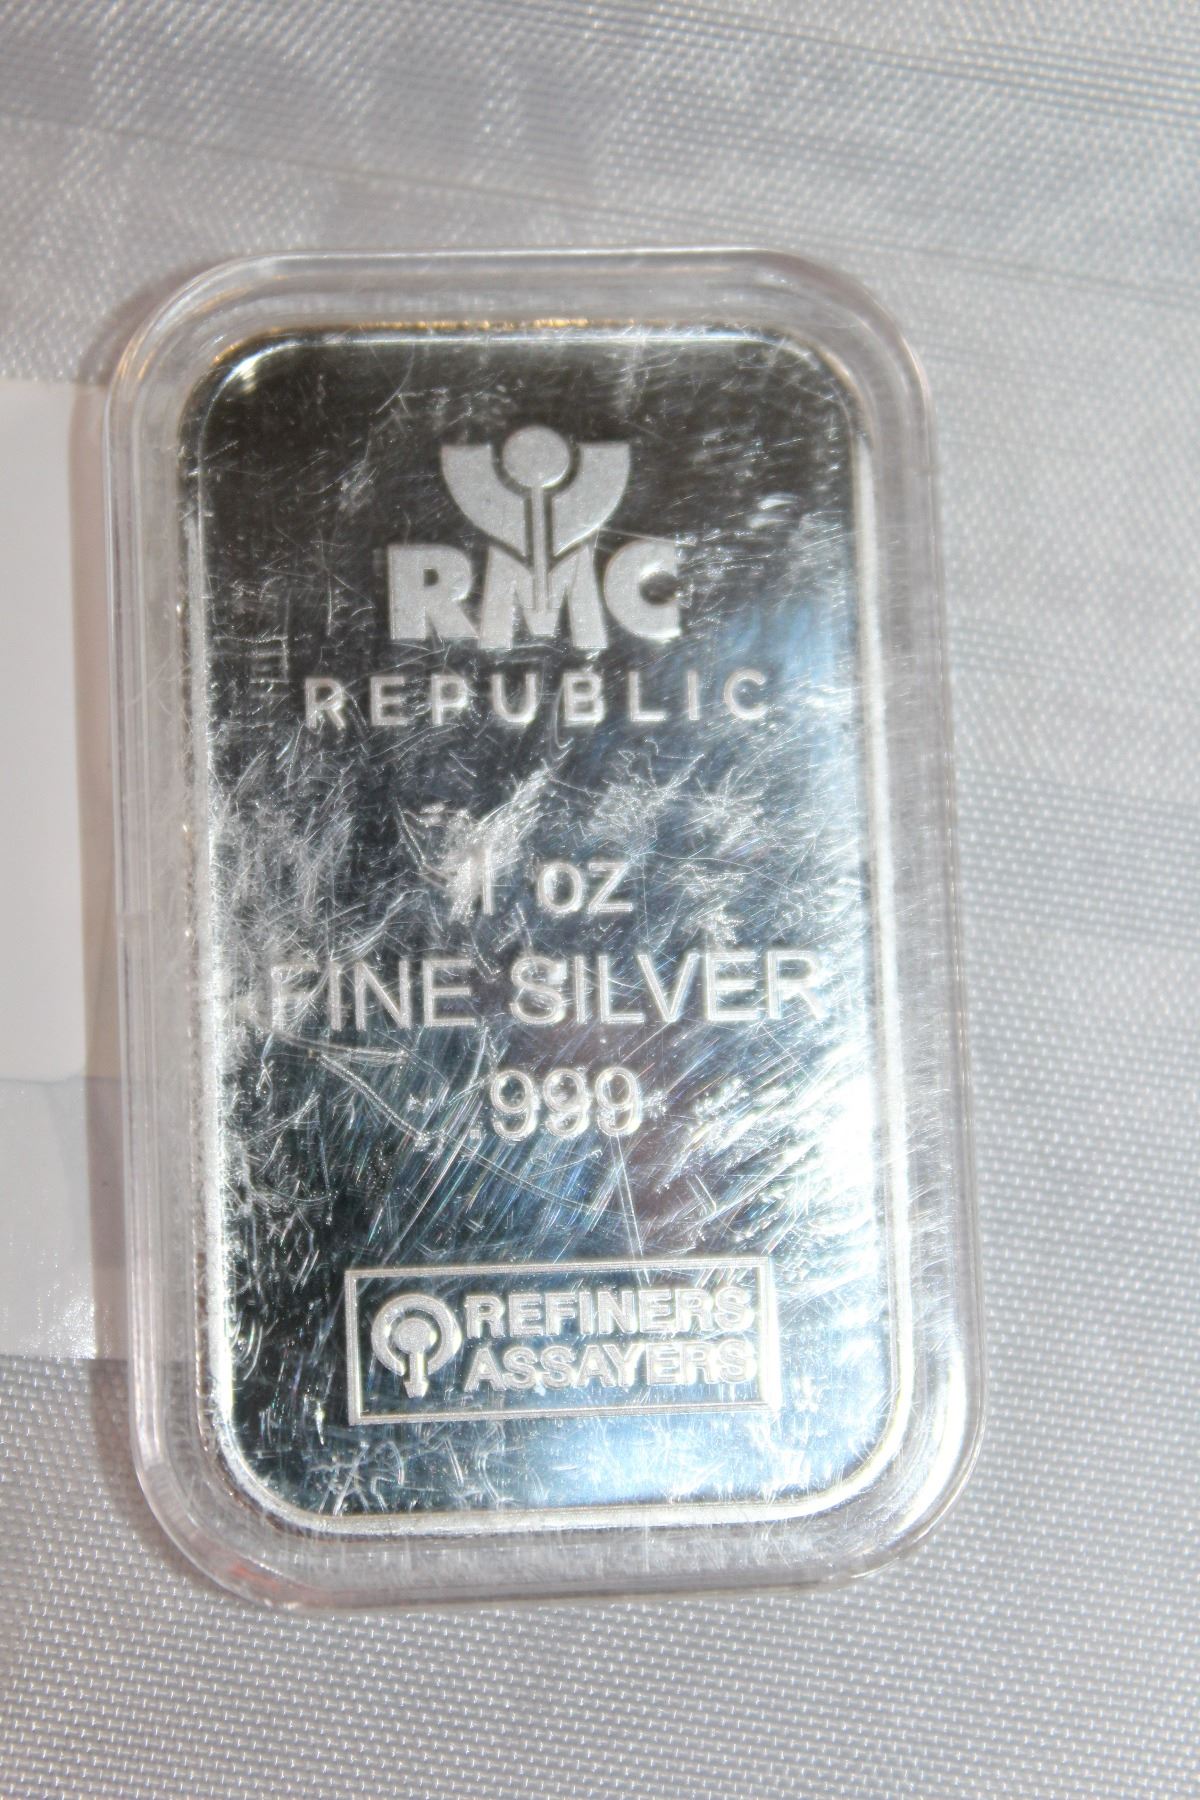 RMC
REPUBLIC
1 oz
FINE SILVER
.999
REFINERS
ASSAYERS